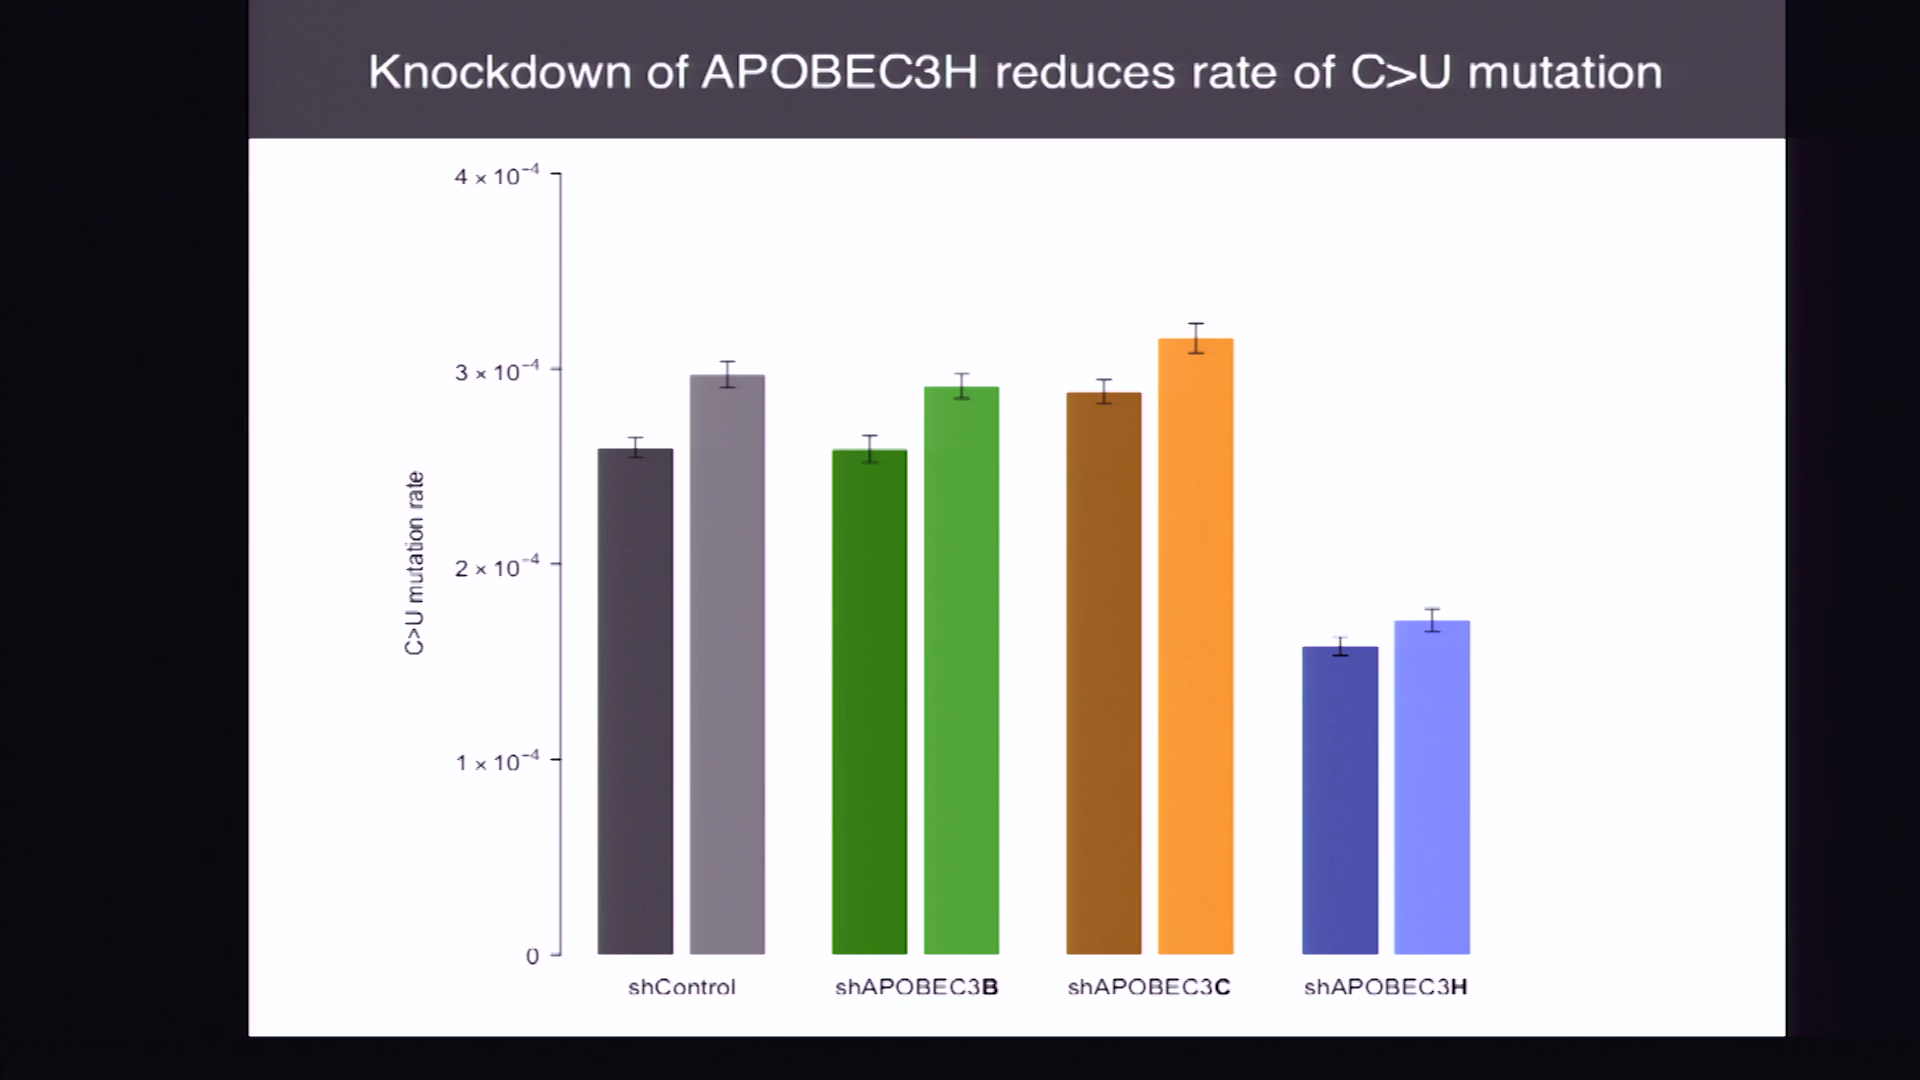 Knockdown of APOBEC3H reduces rate of C>U mutation
4 × 10⁻⁴
3 × 10⁻⁴
2 × 10⁻⁴
1 × 10⁻⁴
0
C>U mutation rate
shControl
shAPOBEC3B
shAPOBEC3C
shAPOBEC3H